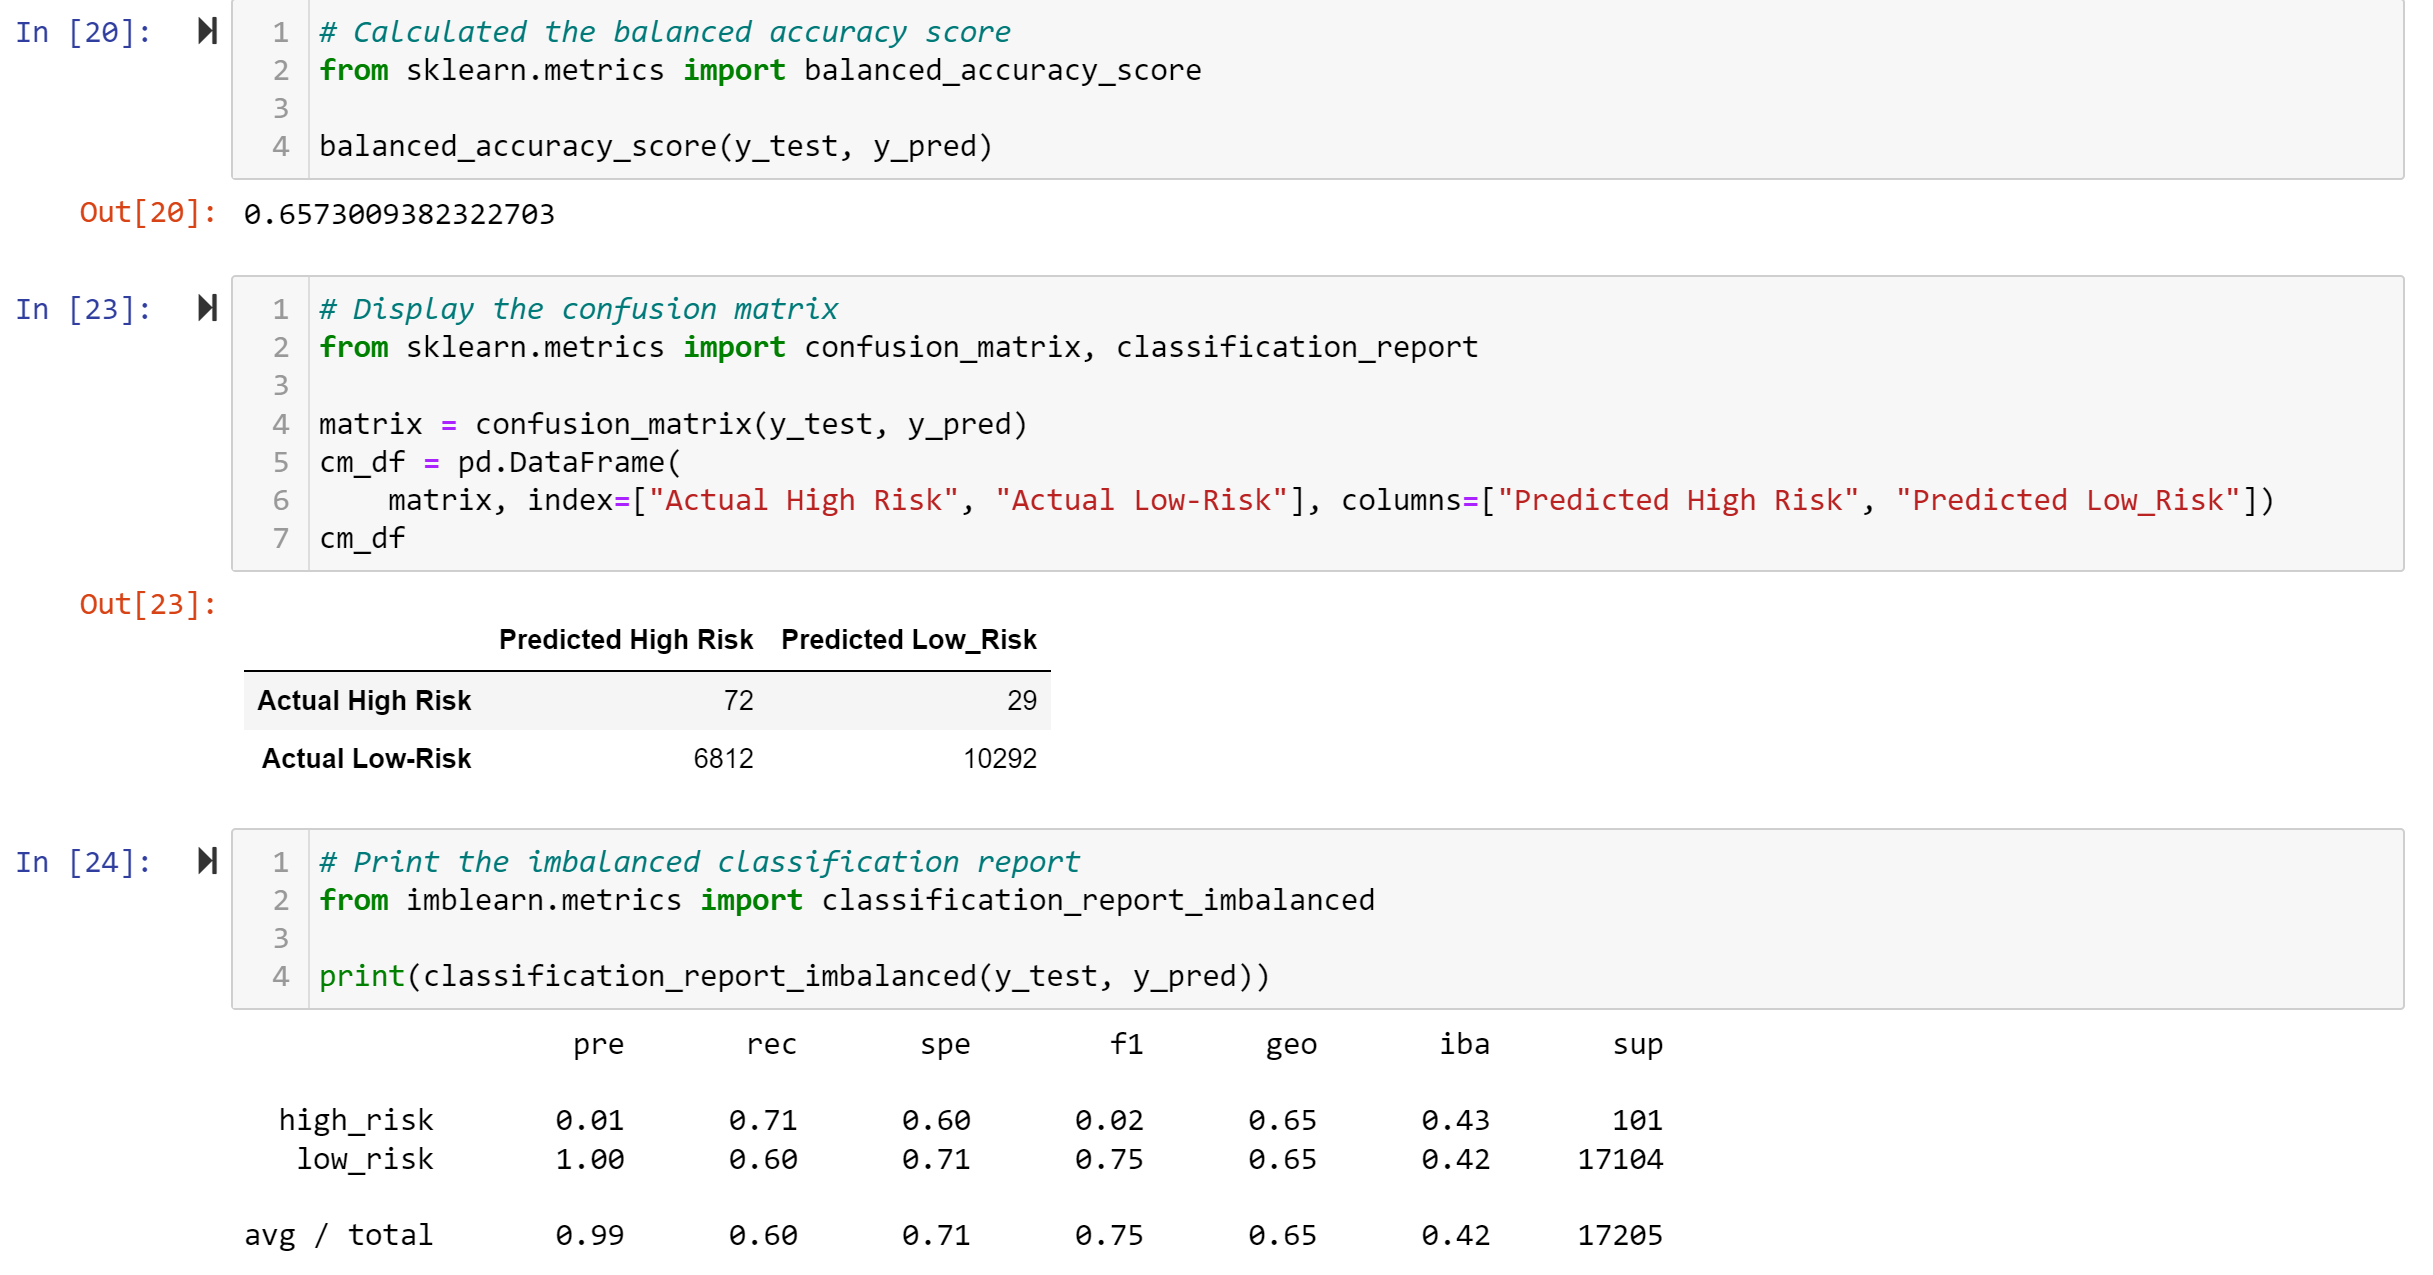 In [20]:
1 # Calculated the balanced accuracy score
2 from sklearn.metrics import balanced_accuracy_score
3
4 balanced_accuracy_score(y_test, y_pred)
Out[20]: 0.6573009382322703
In [23]:
1 # Display the confusion matrix
2 from sklearn.metrics import confusion_matrix, classification_report
3
4 matrix = confusion_matrix(y_test, y_pred)
5 cm_df = pd.DataFrame(
6     matrix, index=["Actual High Risk", "Actual Low-Risk"], columns=["Predicted High Risk", "Predicted Low_Risk"])
7 cm_df
Out[23]:
Predicted High Risk Predicted Low_Risk
Actual High Risk 72 29
Actual Low-Risk 6812 10292
In [24]:
1 # Print the imbalanced classification report
2 from imblearn.metrics import classification_report_imbalanced
3
4 print(classification_report_imbalanced(y_test, y_pred))
pre rec spe f1 geo iba sup
high_risk 0.01 0.71 0.60 0.02 0.65 0.43 101
low_risk 1.00 0.60 0.71 0.75 0.65 0.42 17104
avg / total 0.99 0.60 0.71 0.75 0.65 0.42 17205